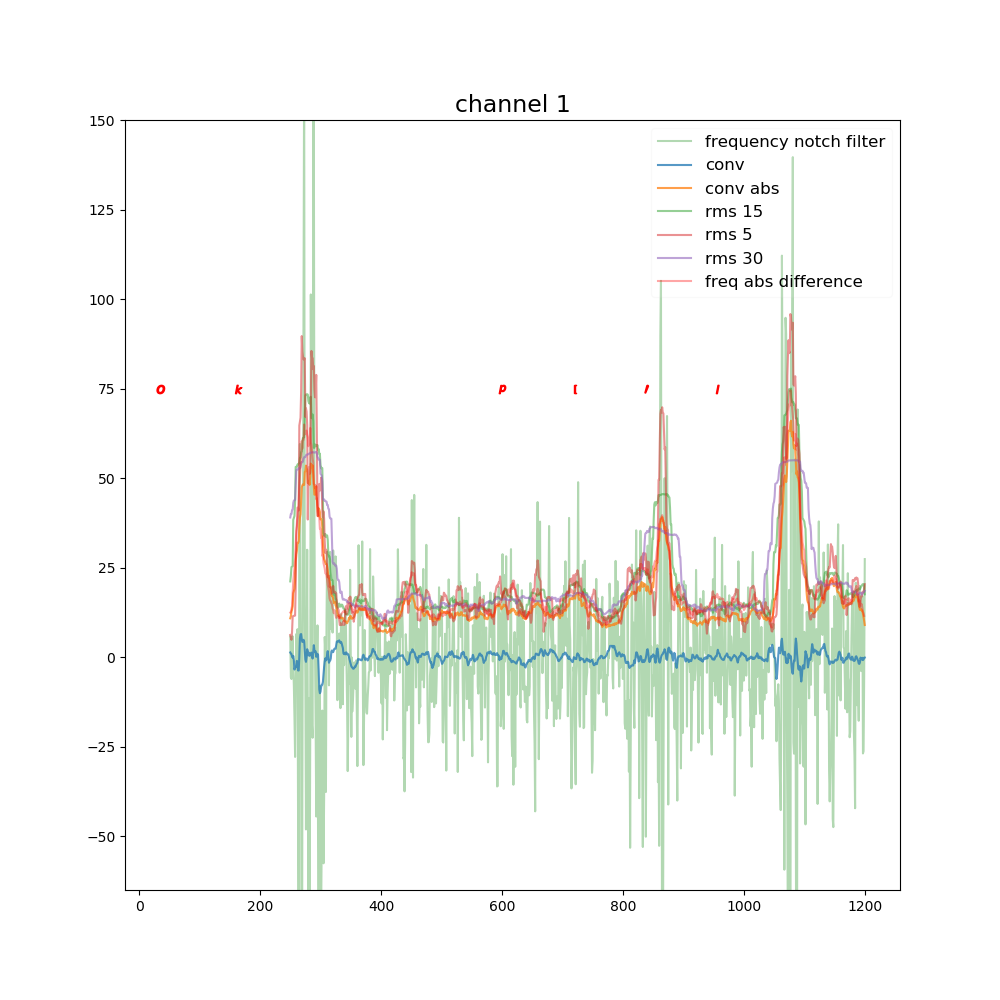 channel 1
150
frequency notch filter
conv
conv abs
rms 15
rms 5
rms 30
freq abs difference
125
100
75
O k p [ l
50
25
0
−25
−50
0 200 400 600 800 1000 1200